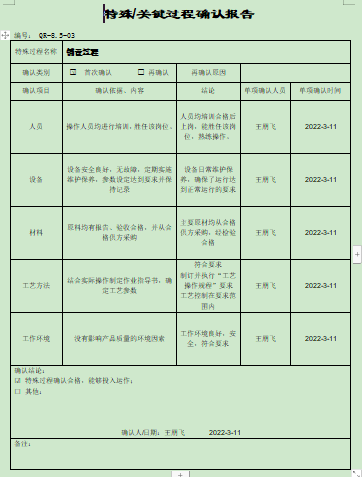 特殊/关键过程确认报告
编号： QR-8.5-03
特殊过程名称
确认类别 ☑ 首次确认 ☐ 再确认 再确认原因
确认项目 确认依据、内容 结论 单项确认人员 单项确认时间
人员 操作人员均进行培训，胜任该岗位。 人员均培训合格后
上岗，能胜任该岗
位，熟练操作。 王朋飞 2022-3-11
设备 设备安全良好，无故障，定期实施
维护保养，参数设定达到要求并保
持记录 设备日常维护保
养，确保了运行达
到正常运行的要求 王朋飞 2022-3-11
材料 原料均有报告、验收合格，并从合
格供方采购 主要原材均从合格
供方采购，经检验
合格 王朋飞 2022-3-11
工艺方法 结合实际操作制定作业指导书，确
定工艺参数 符合要求
制订并执行“工艺
操作规程”要求
工艺控制在要求范
围内 王朋飞 2022-3-11
工作环境 没有影响产品质量的环境因素 工作环境良好，安
全，符合要求 王朋飞 2022-3-11
确认结论：
☑ 特殊过程确认合格，能够投入运作；
☐ 其他：
确认人/日期：王朋飞 2022-3-11
备注：